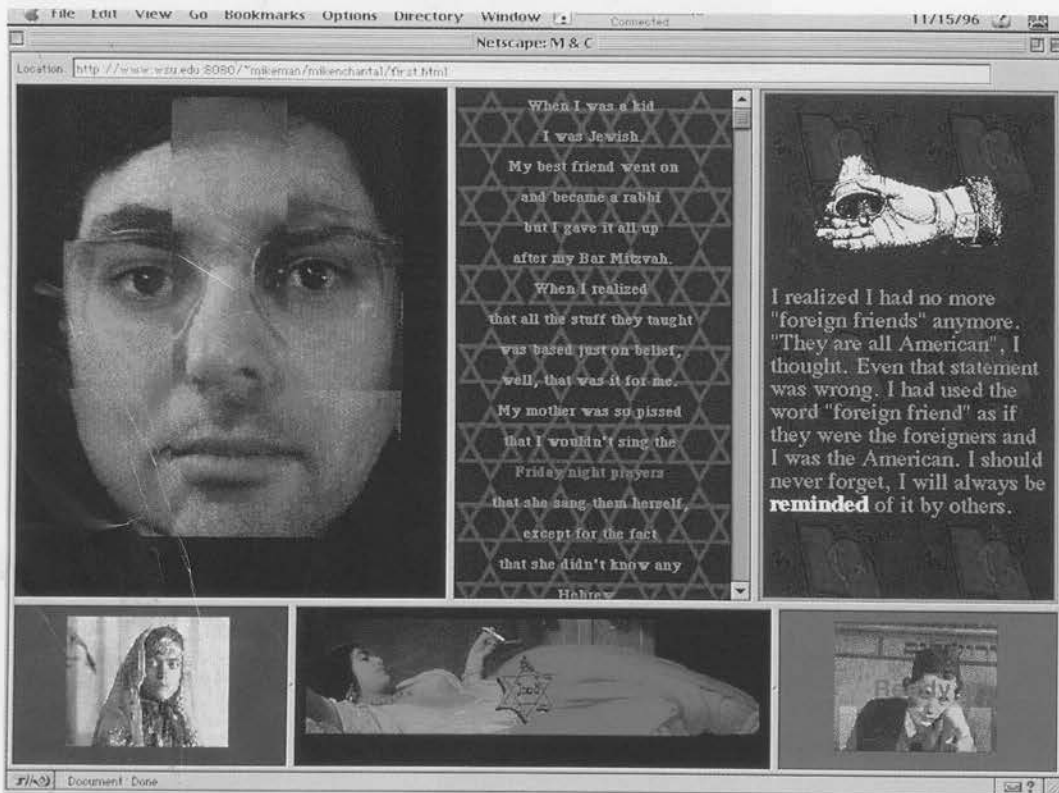 File Edit View Go Bookmarks Options Directory Window
Connected
11/15/96
Netscape: M & C
Location: http://www.wsu.edu:8080/~mikeman/mikenchantal/first.html
When I was a kid
I was Jewish
My best friend went on
and became a rabbi
but I gave it all up
after my Bar Mitzvah.
When I realized
that all the stuff they taught
was based just on belief,
well, that was it for me.
My mother was so pissed
that I wouldn't sing the
Friday night prayers
that she sang them herself,
except for the fact
that she didn't know any
Hebrew
I realized I had no more
"foreign friends" anymore.
"They are all American", I
thought. Even that statement
was wrong. I had used the
word "foreign friend" as if
they were the foreigners and
I was the American. I should
never forget, I will always be
reminded of it by others.
Document: Done
?